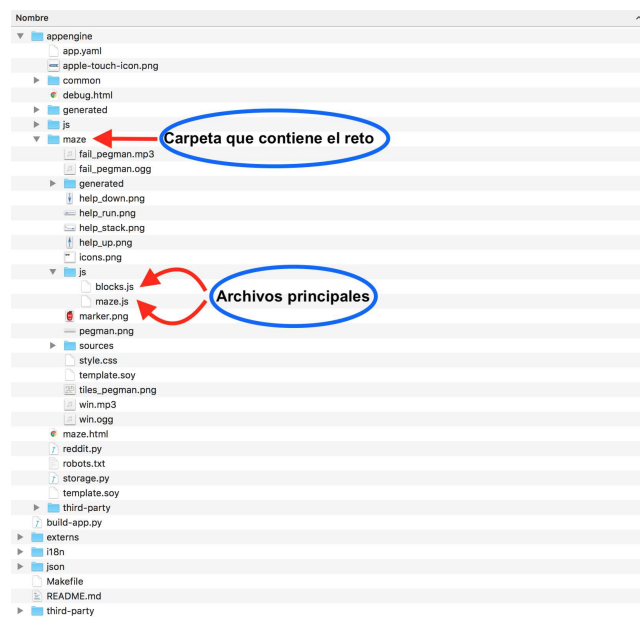 Nombre
appengine
app.yaml
apple-touch-icon.png
common
debug.html
generated
js
maze
Carpeta que contiene el reto
fail_pegman.mp3
fail_pegman.ogg
generated
help_down.png
help_run.png
help_stack.png
help_up.png
icons.png
js
blocks.js
maze.js
Archivos principales
marker.png
pegman.png
sources
style.css
template.soy
tiles_pegman.png
win.mp3
win.ogg
maze.html
reddit.py
robots.txt
storage.py
template.soy
third-party
build-app.py
externs
i18n
json
Makefile
README.md
third-party